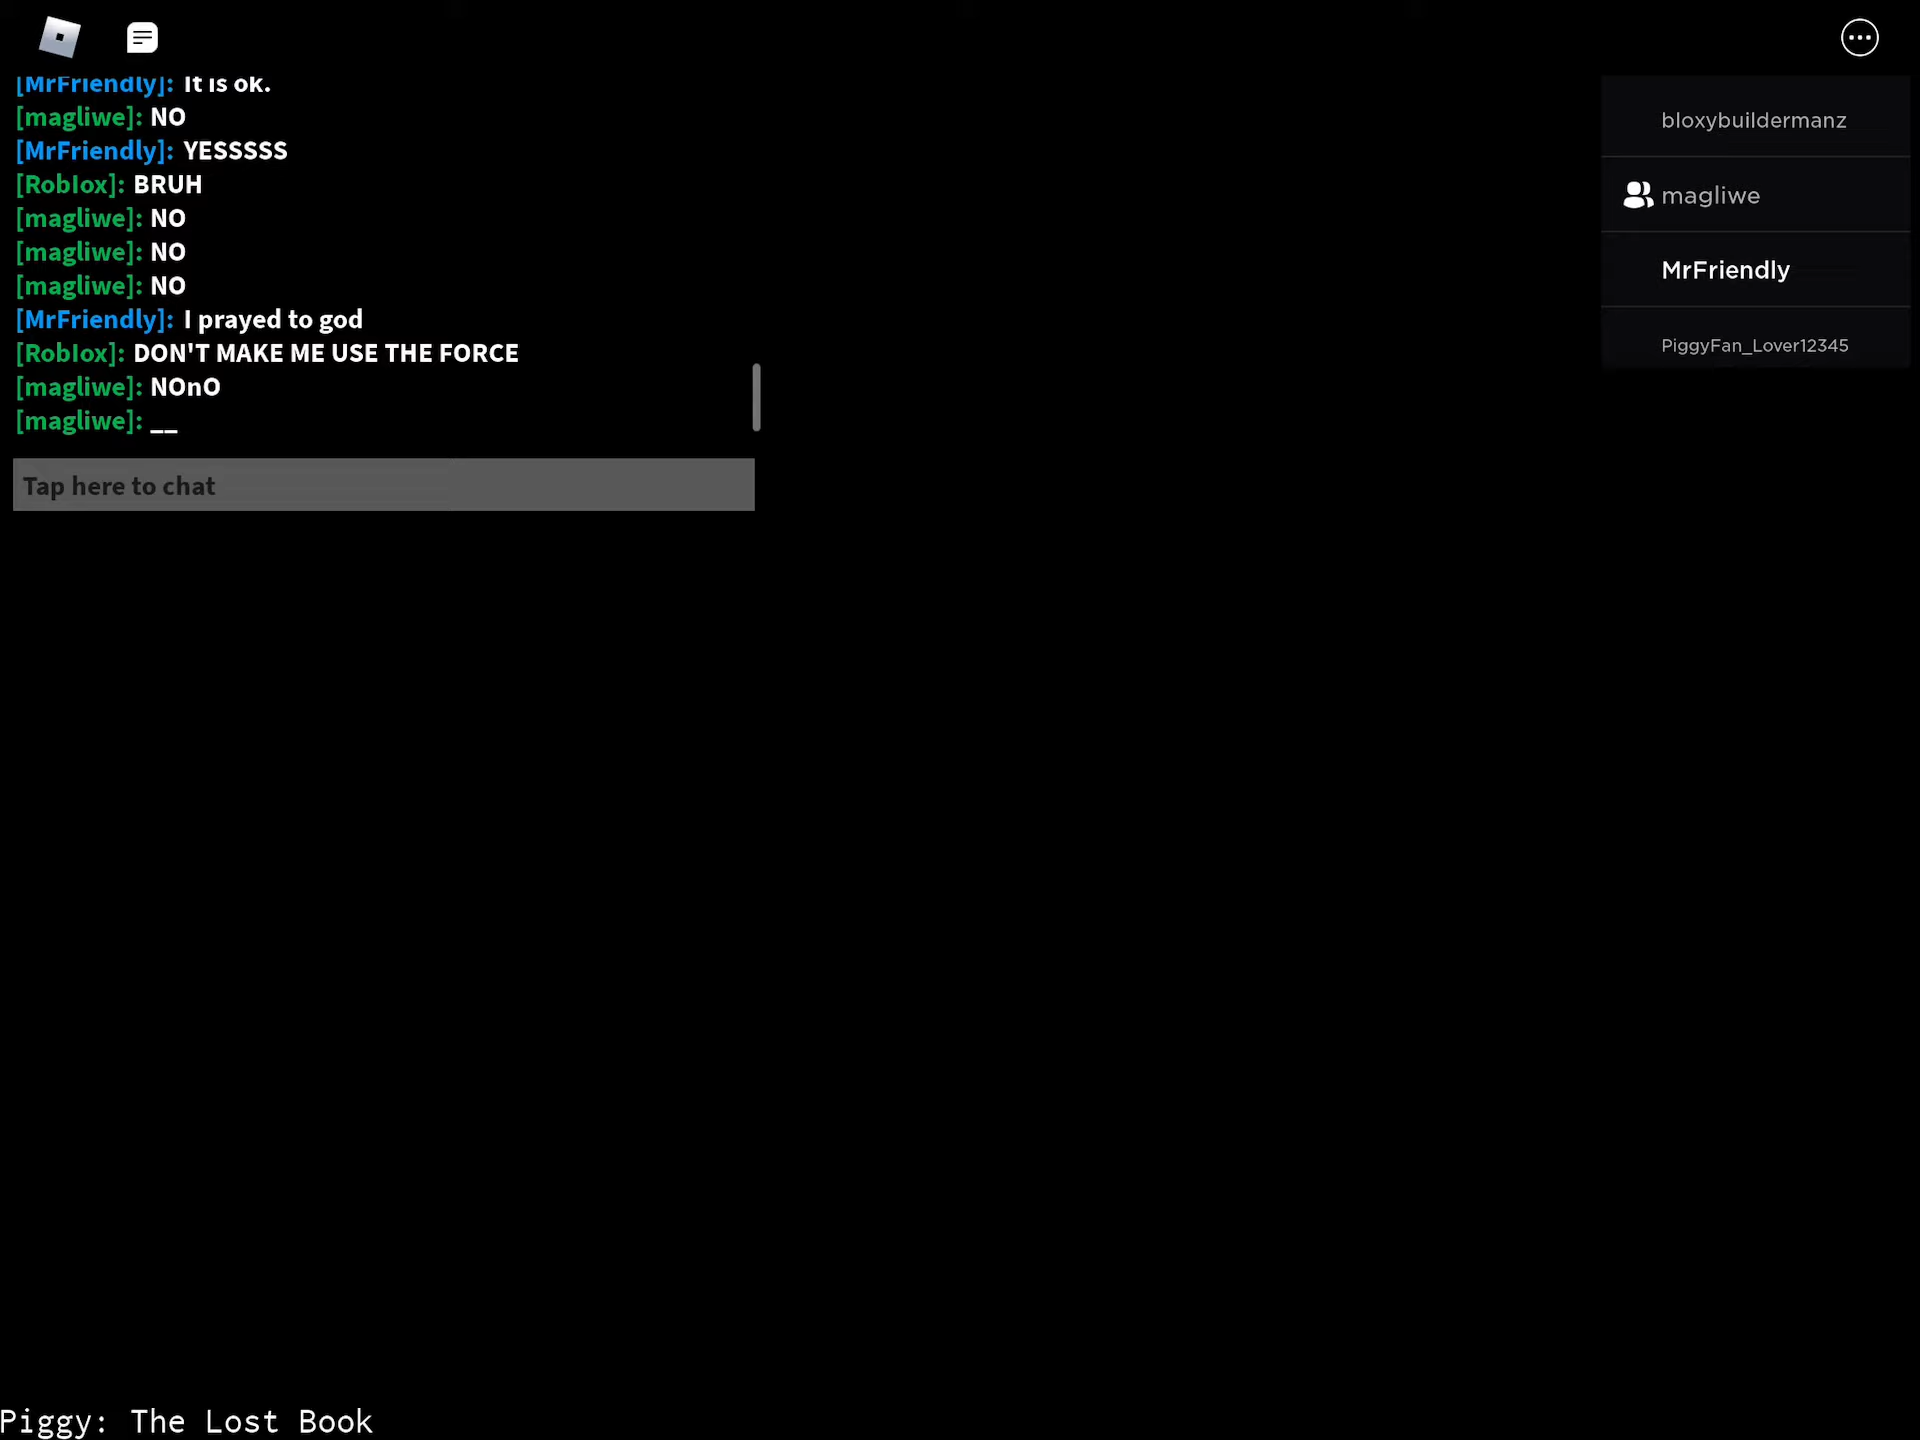 [MrFriendly]: It is ok.
[magliwe]: NO
[MrFriendly]: YESSSSS
[RobIox]: BRUH
[magliwe]: NO
[magliwe]: NO
[magliwe]: NO
[MrFriendly]: I prayed to god
[RobIox]: DON'T MAKE ME USE THE FORCE
[magliwe]: NOnO
[magliwe]: __
Tap here to chat
bloxybuildermanz
magliwe
MrFriendly
PiggyFan_Lover12345
Piggy: The Lost Book